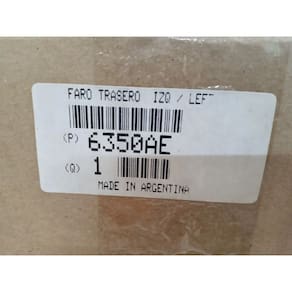 FARO TRASERO IZQ / LEFT
(P) 6350AE
(Q) 1
MADE IN ARGENTINA